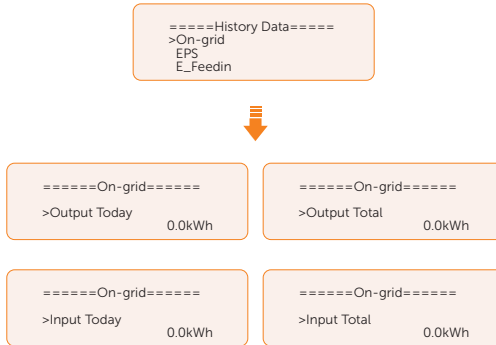 =====History Data=====
>On-grid
EPS
E_Feedin
======On-grid======
>Output Today
0.0kWh
======On-grid======
>Output Total
0.0kWh
======On-grid======
>Input Today
0.0kWh
======On-grid======
>Input Total
0.0kWh